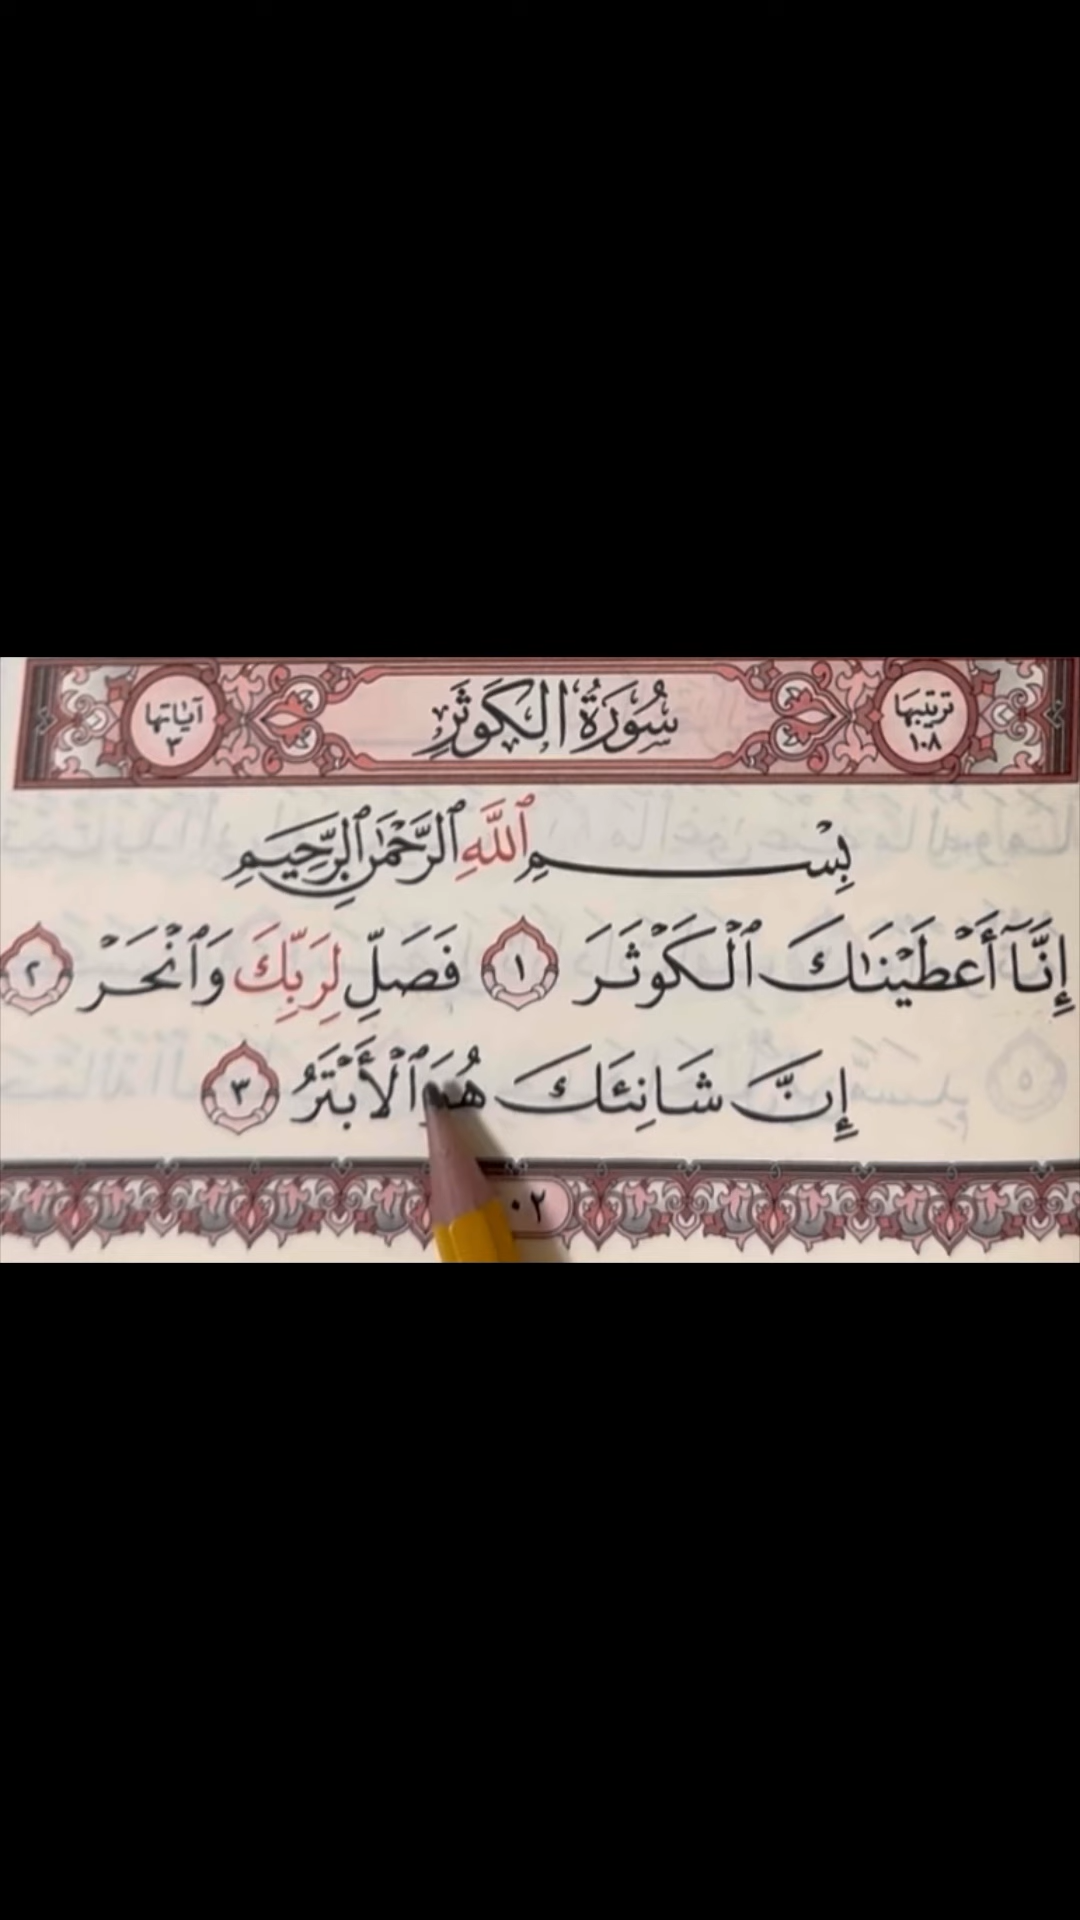 ترتيبها ١٠٨
سُورَةُ الكَوثَرِ
آياتها ٣
بِسْمِ ٱللَّهِ ٱلرَّحْمَٰنِ ٱلرَّحِيمِ
إِنَّآ أَعْطَيْنَٰكَ ٱلْكَوْثَرَ ١ فَصَلِّ لِرَبِّكَ وَٱنْحَرْ ٢
إِنَّ شَانِئَكَ هُوَ ٱلْأَبْتَرُ ٣